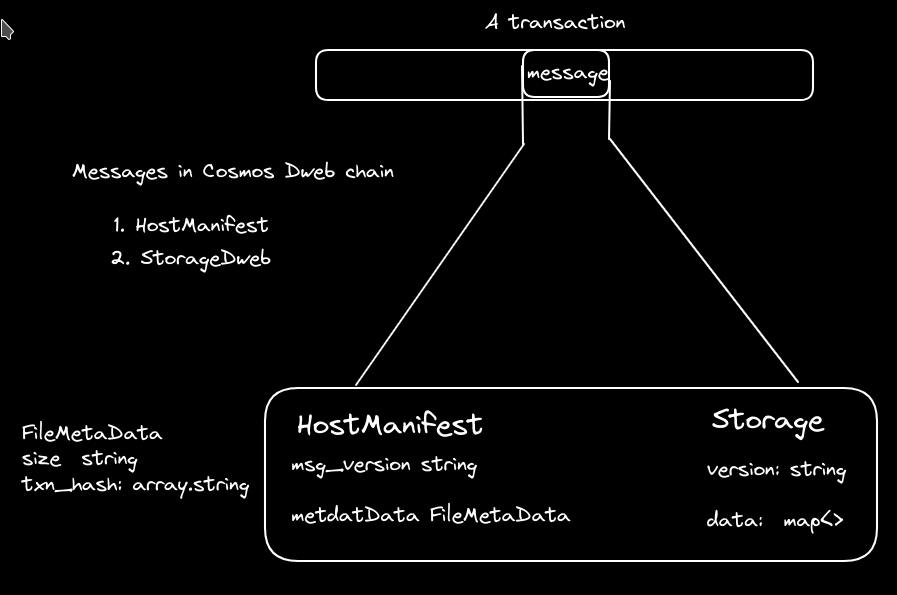 A transaction
message
Messages in Cosmos Dweb chain
1. HostManifest
2. StorageDweb
FileMetaData
size string
txn_hash: array.string
HostManifest
msg_version string
metdatData FileMetaData
Storage
version: string
data: map<>